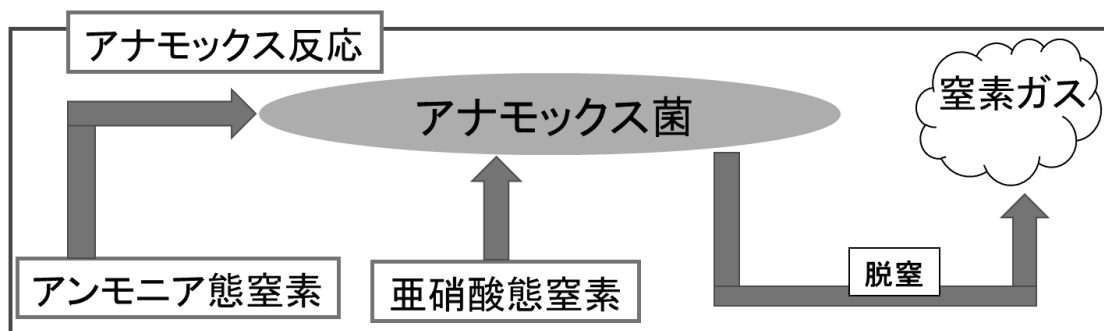 アナモックス反応
アナモックス菌
窒素ガス
アンモニア態窒素
亜硝酸態窒素
脱窒